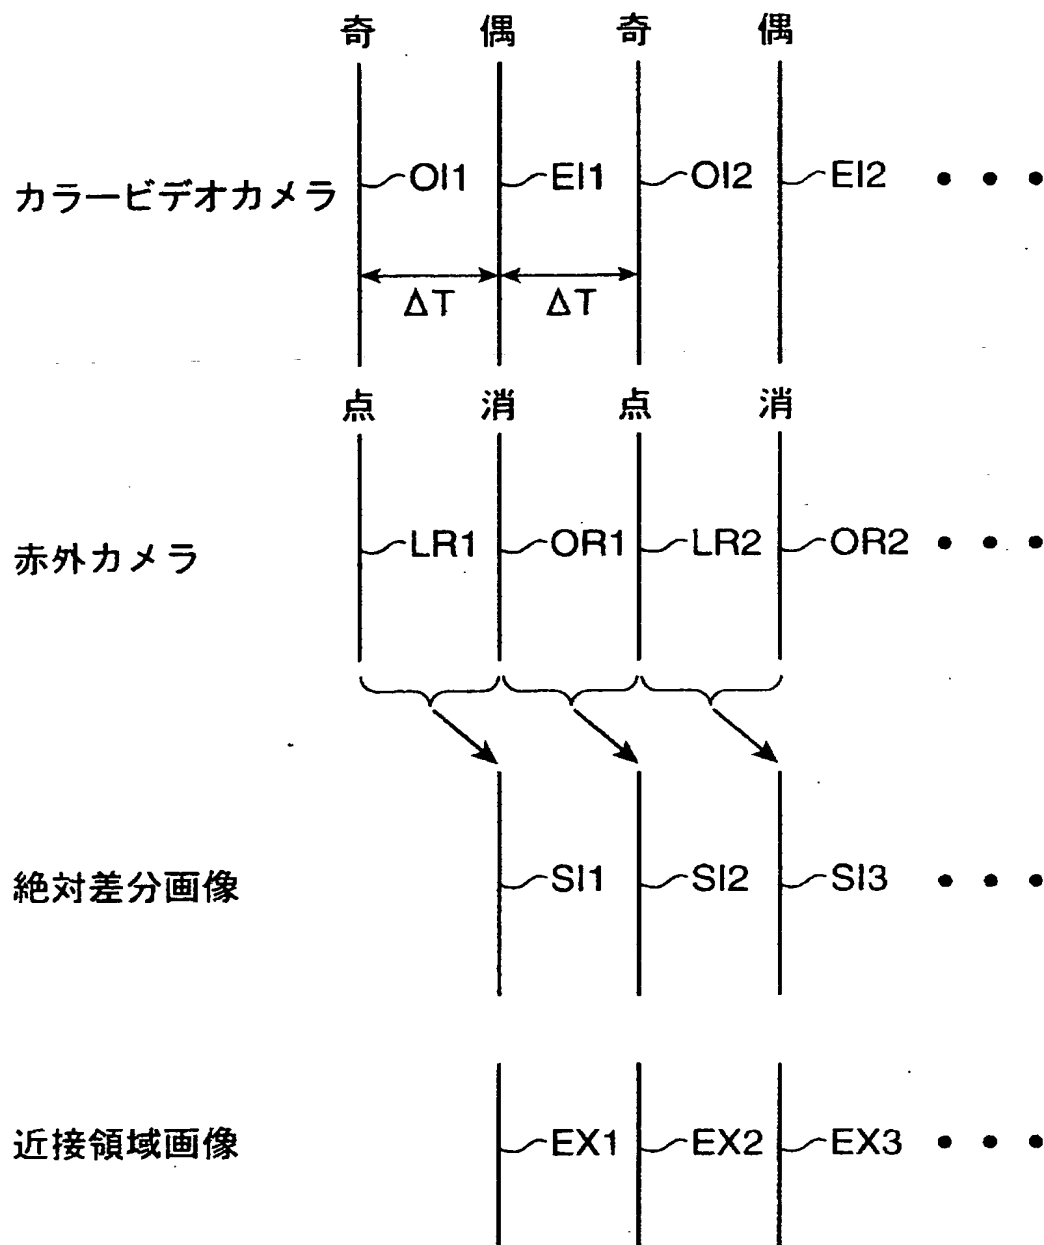 奇 偶 奇 偶
カラービデオカメラ OI1 EI1 OI2 EI2 • • •
ΔT ΔT
点 消 点 消
赤外カメラ LR1 OR1 LR2 OR2 • • •
絶対差分画像 SI1 SI2 SI3 • • •
近接領域画像 EX1 EX2 EX3 • • •